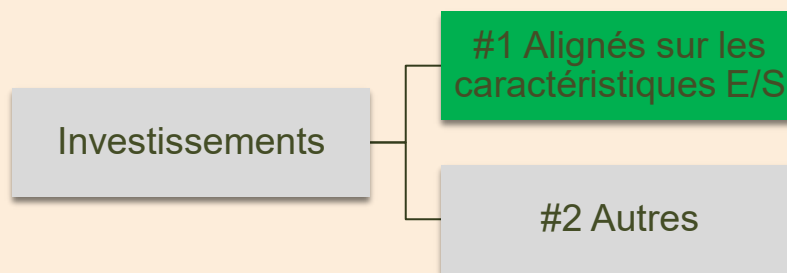 #1 Alignés sur les
caractéristiques E/S
Investissements
#2 Autres